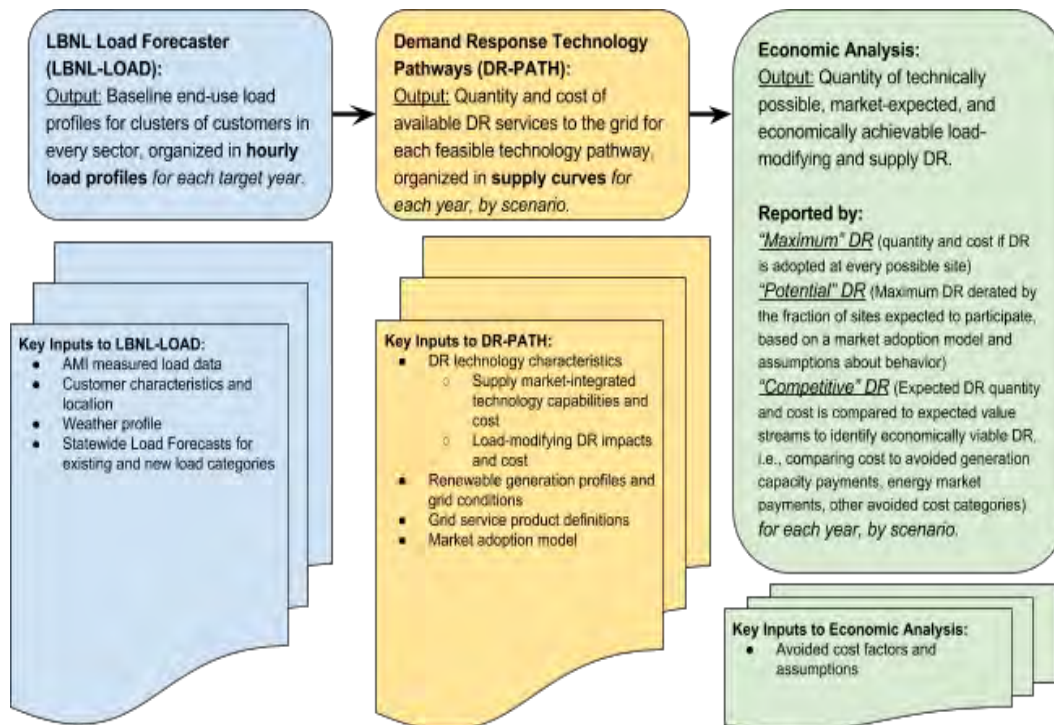 LBNL Load Forecaster
(LBNL-LOAD):
Output: Baseline end-use load
profiles for clusters of customers in
every sector, organized in hourly
load profiles for each target year.
Demand Response Technology
Pathways (DR-PATH):
Output: Quantity and cost of
available DR services to the grid for
each feasible technology pathway,
organized in supply curves for
each year, by scenario.
Economic Analysis:
Output: Quantity of technically
possible, market-expected, and
economically achievable load-
modifying and supply DR.
Reported by:
“Maximum” DR (quantity and cost if DR
is adopted at every possible site)
“Potential” DR (Maximum DR derated by
the fraction of sites expected to participate,
based on a market adoption model and
assumptions about behavior)
“Competitive” DR (Expected DR quantity
and cost is compared to expected value
streams to identify economically viable DR,
i.e., comparing cost to avoided generation
capacity payments, energy market
payments, other avoided cost categories)
for each year, by scenario.
Key Inputs to LBNL-LOAD:
● AMI measured load data
● Customer characteristics and
location
● Weather profile
● Statewide Load Forecasts for
existing and new load categories
Key Inputs to DR-PATH:
● DR technology characteristics
○ Supply market-integrated
technology capabilities and
cost
○ Load-modifying DR impacts
and cost
● Renewable generation profiles and
grid conditions
● Grid service product definitions
● Market adoption model
Key Inputs to Economic Analysis:
● Avoided cost factors and
assumptions